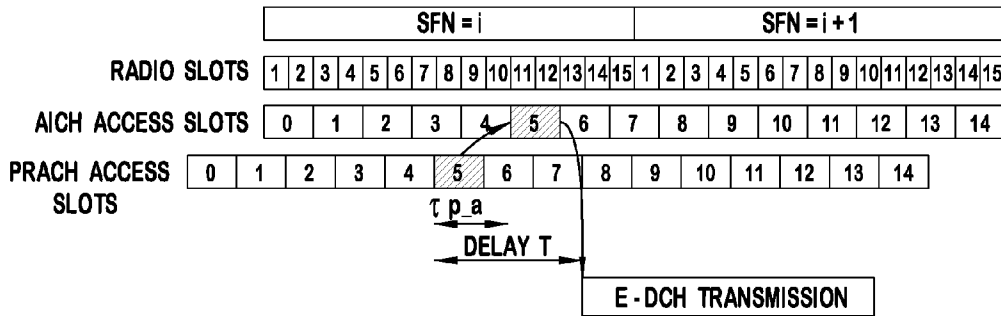 SFN = i SFN = i + 1
RADIO SLOTS 1 2 3 4 5 6 7 8 9 10 11 12 13 14 15 1 2 3 4 5 6 7 8 9 10 11 12 13 14 15
AICH ACCESS SLOTS 0 1 2 3 4 5 6 7 8 9 10 11 12 13 14
PRACH ACCESS SLOTS 0 1 2 3 4 5 6 7 8 9 10 11 12 13 14
τ p_a
DELAY T
E - DCH TRANSMISSION